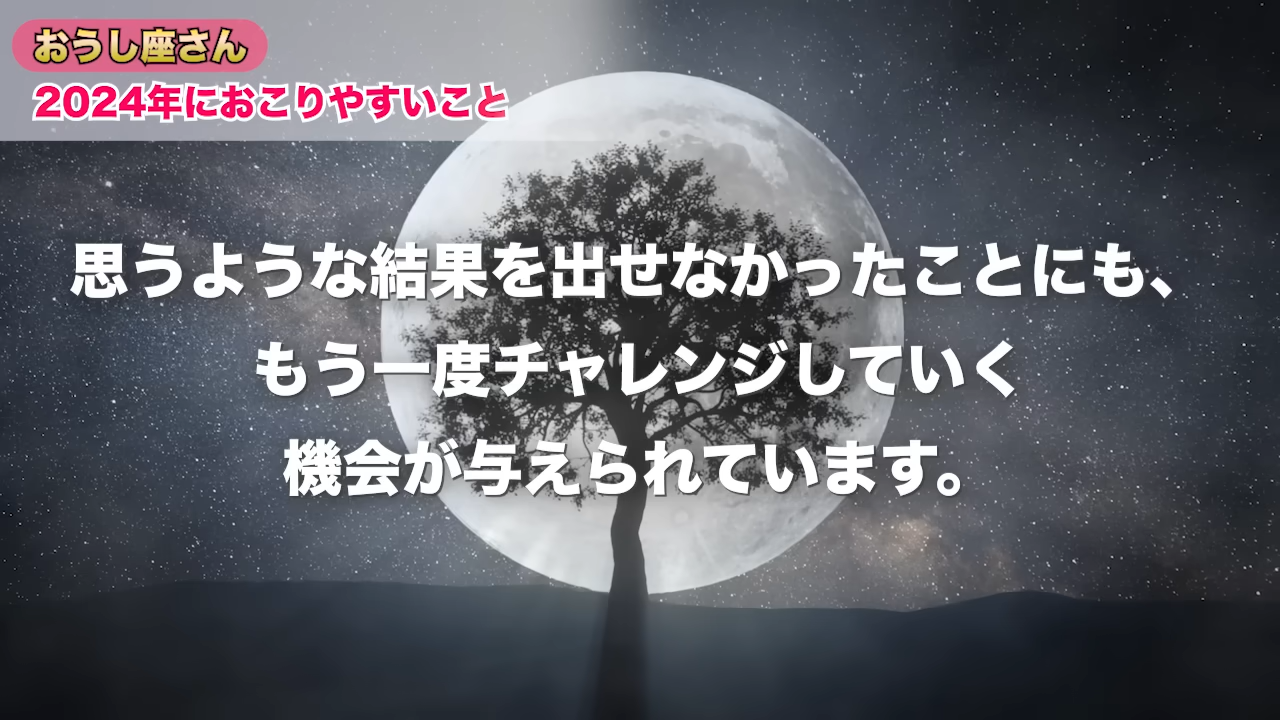 おうし座さん
2024年におこりやすいこと
思うような結果を出せなかったことにも、
もう一度チャレンジしていく
機会が与えられています。